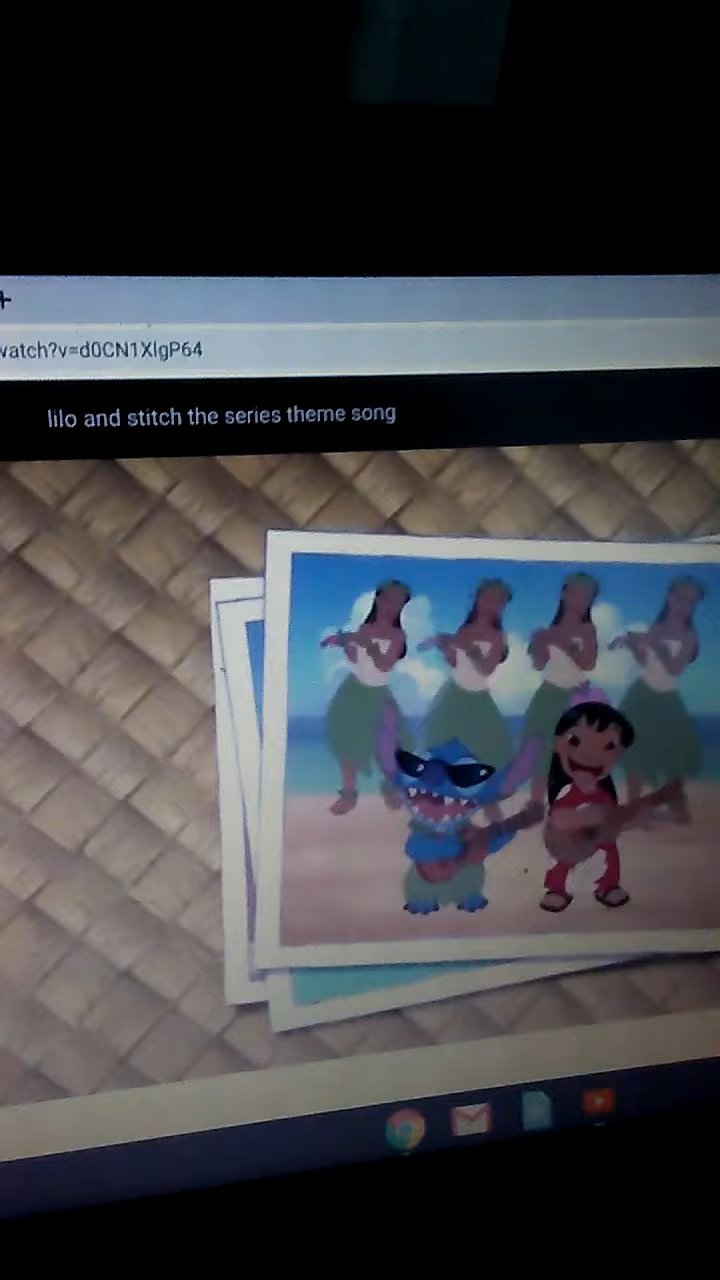 +
watch?v=d0CN1XlgP64
lilo and stitch the series theme song